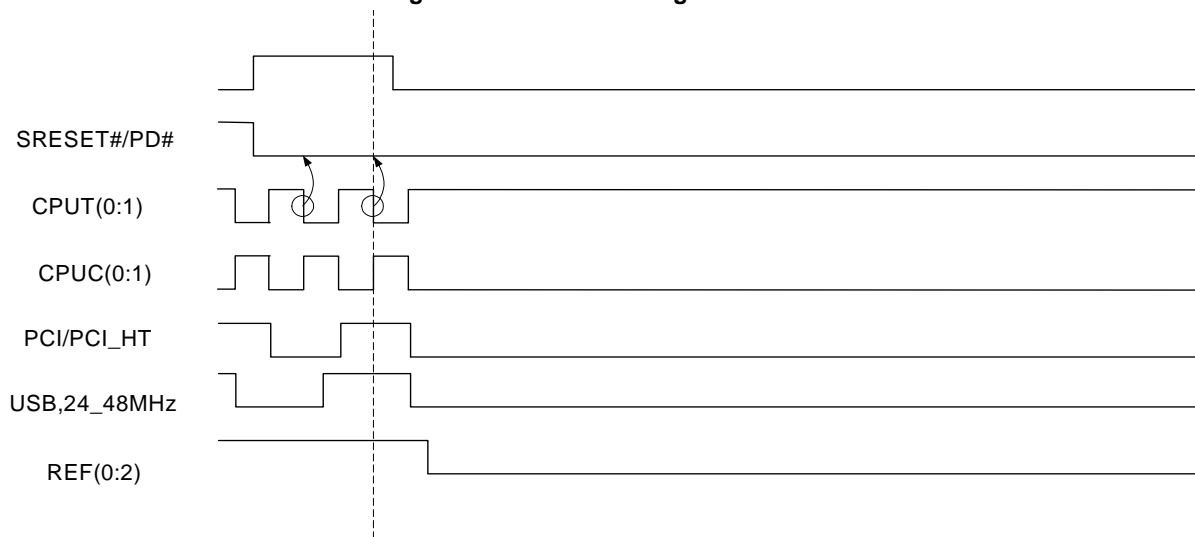 SRESET#/PD#
CPUT(0:1)
CPUC(0:1)
PCI/PCI_HT
USB,24_48MHz
REF(0:2)